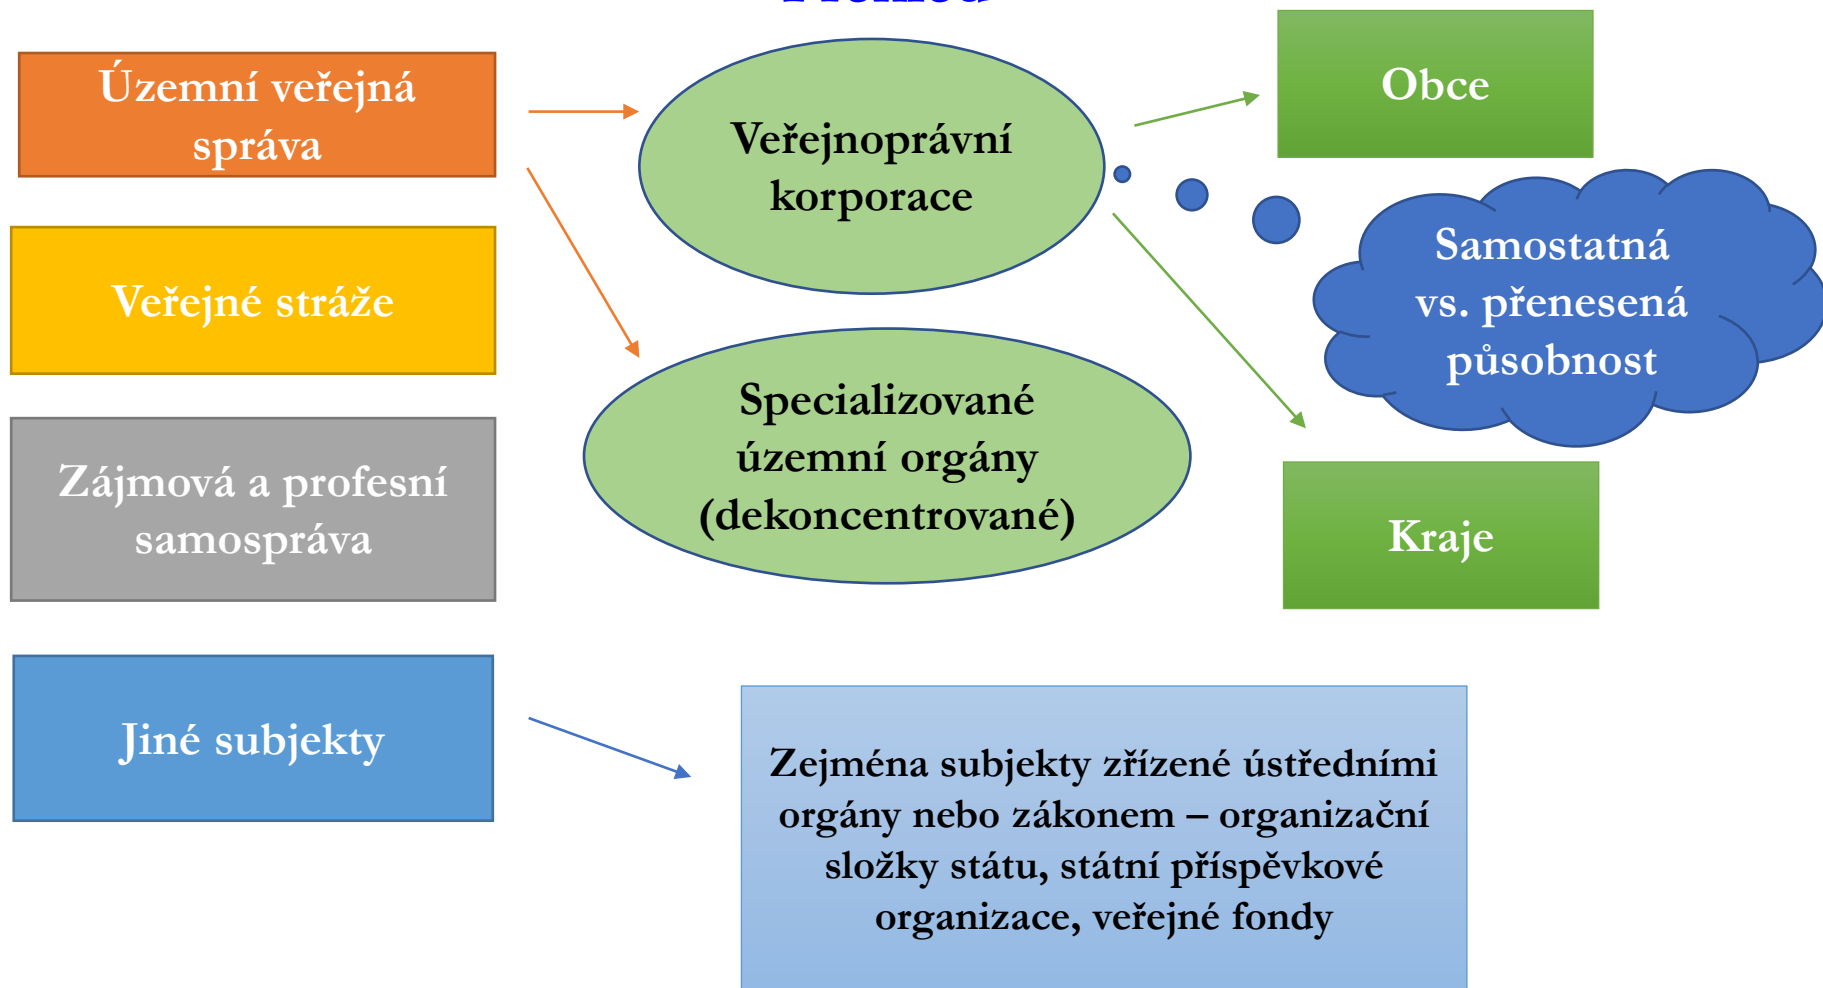 Územní veřejná
správa
Veřejné stráže
Zájmová a profesní
samospráva
Jiné subjekty
Veřejnoprávní
korporace
Specializované
územní orgány
(dekoncentrované)
Obce
Samostatná
vs. přenesená
působnost
Kraje
Zejména subjekty zřízené ústředními
orgány nebo zákonem – organizační
složky státu, státní příspěvkové
organizace, veřejné fondy